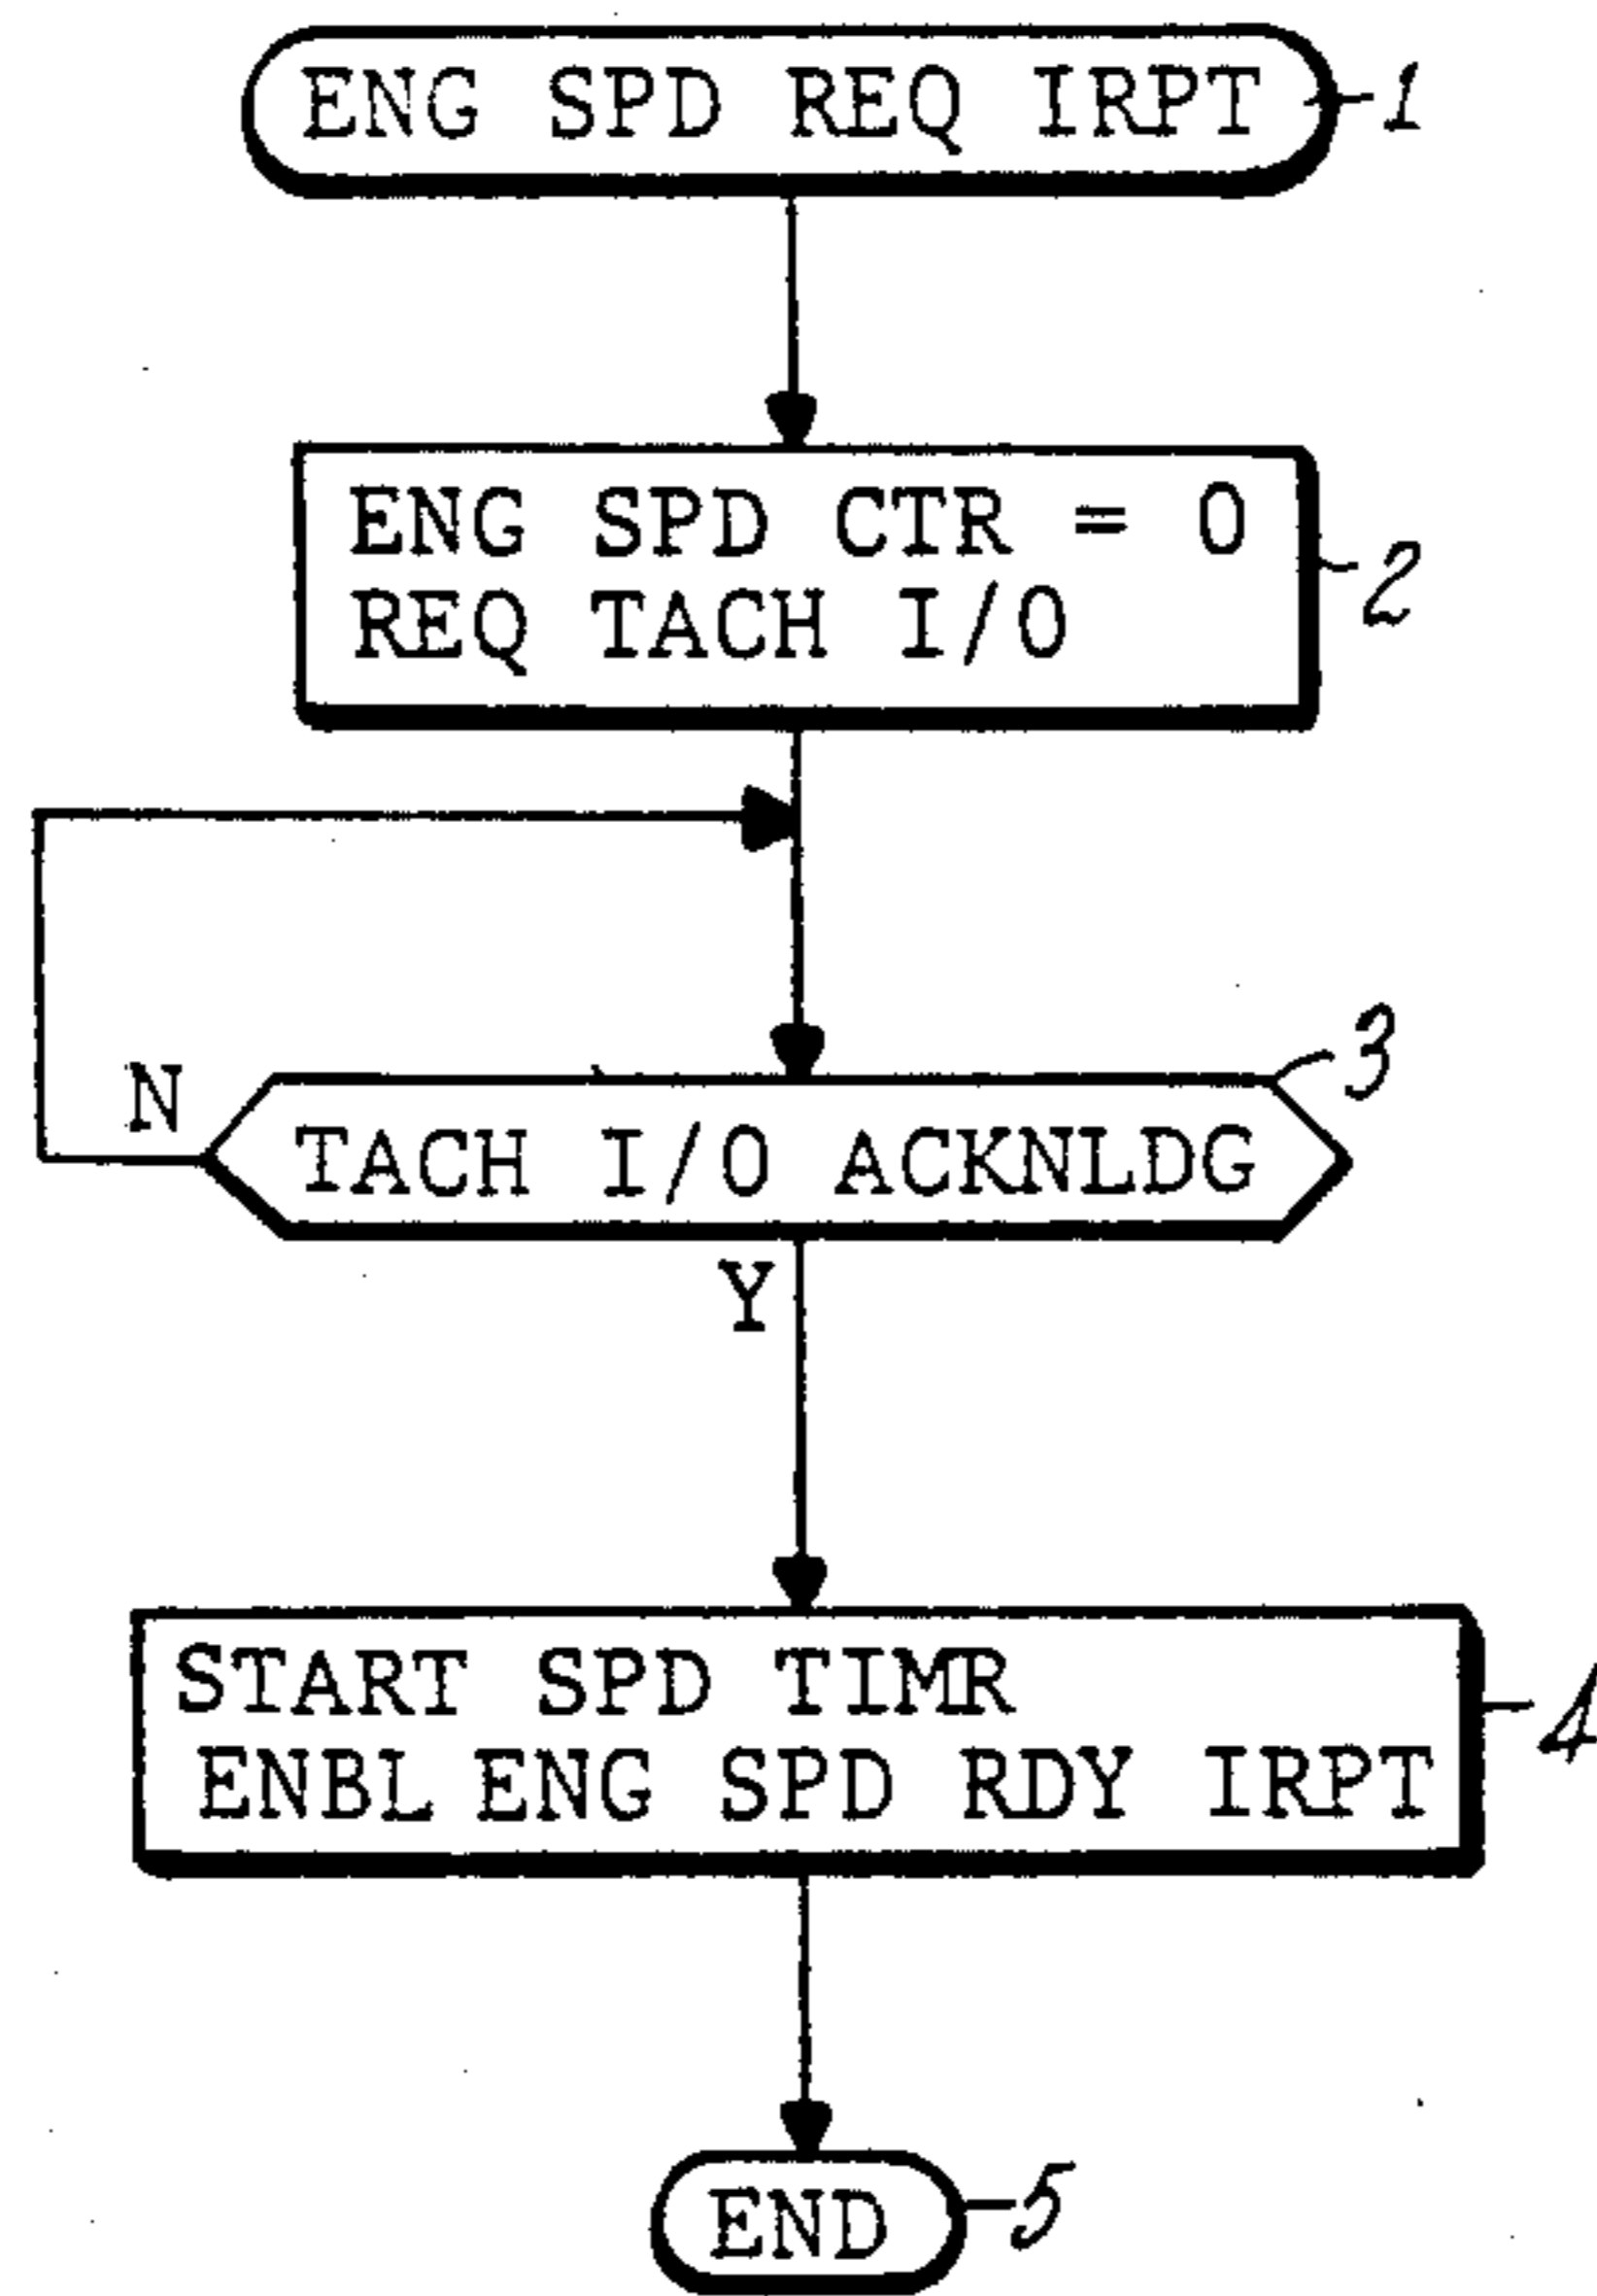 ENG SPD REQ IRPT 1
ENG SPD CTR = 0
REQ TACH I/O
2
3
N
TACH I/O ACKNLDG
Y
START SPD TIMR
ENBL ENG SPD RDY IRPT
4
END 5